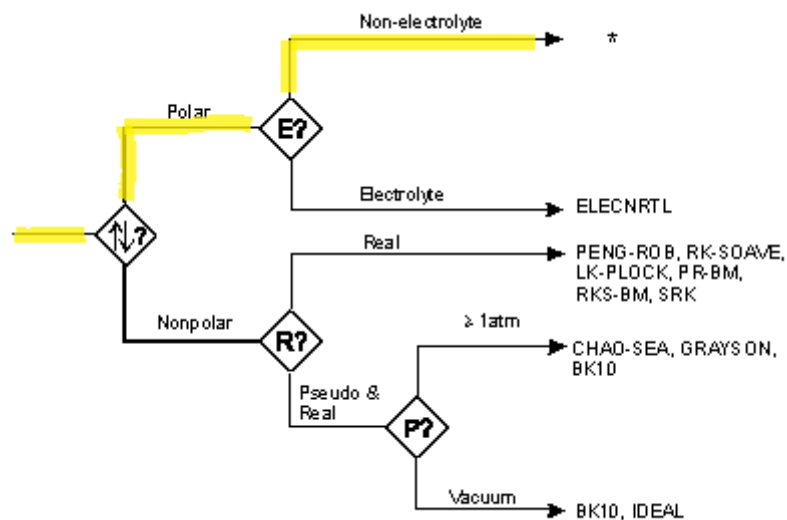 Non-electrolyte
*
Polar
E?
Electrolyte
ELECNRTL
?
Real
PENG-ROB, RK-SOAVE,
LK-PLOCK, PR-BM,
RKS-BM, SRK
Nonpolar
R?
≥ 1atm
CHAO-SEA, GRAYSON,
BK10
Pseudo &
Real
P?
Vacuum
BK10, IDEAL